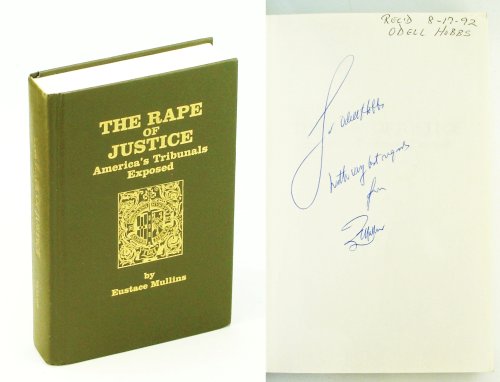 THE RAPE
OF
JUSTICE
America's Tribunals
Exposed
by
Eustace Mullins
REC'D 8-17-92
ODELL HOBBS
For Odell Hobbs
with very best regards
from